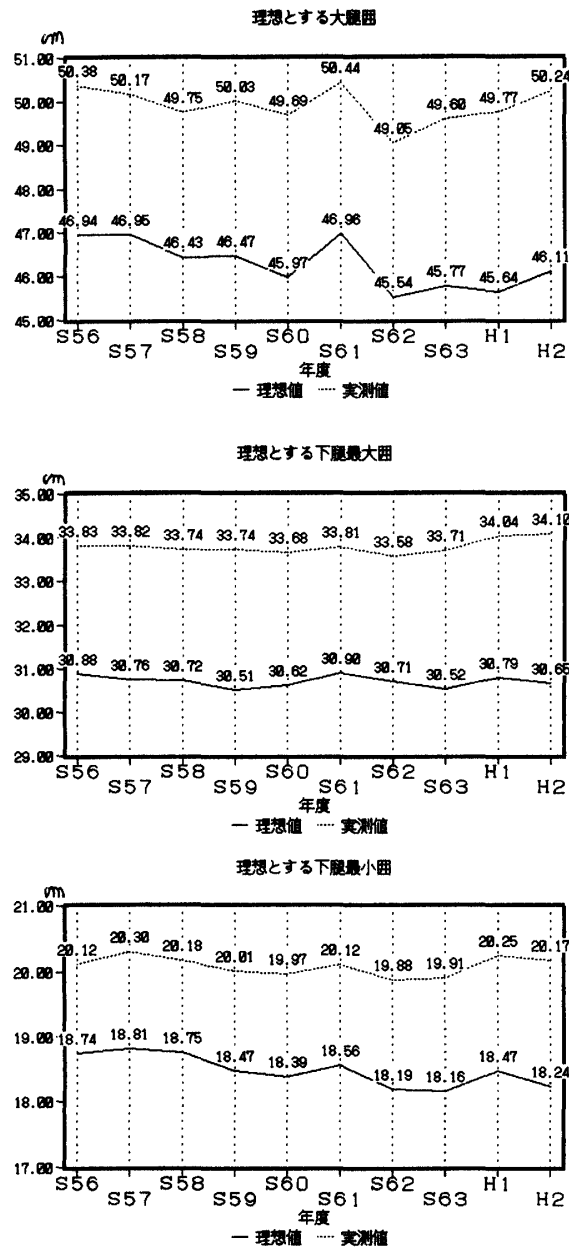 理想とする大腿囲
cm
51.00
50.38 50.17 49.75 50.03 49.69 50.44 49.05 49.60 49.77 50.24
50.00
49.00
48.00
47.00
46.94 46.95 46.43 46.47 45.97 46.96 45.54 45.77 45.64 46.11
46.00
45.00
S56 S57 S58 S59 S60 S61 S62 S63 H1 H2
年度
理想値 実測値
理想とする下腿最大囲
cm
35.00
33.83 33.82 33.74 33.74 33.68 33.81 33.58 33.71 34.04 34.10
34.00
33.00
32.00
31.00
30.88 30.76 30.72 30.51 30.62 30.90 30.71 30.52 30.79 30.65
30.00
29.00
S56 S57 S58 S59 S60 S61 S62 S63 H1 H2
年度
理想値 実測値
理想とする下腿最小囲
cm
21.00
20.12 20.30 20.18 20.01 19.97 20.12 19.88 19.91 20.25 20.17
20.00
19.00
18.74 18.81 18.75 18.47 18.39 18.56 18.19 18.16 18.47 18.24
18.00
17.00
S56 S57 S58 S59 S60 S61 S62 S63 H1 H2
年度
理想値 実測値